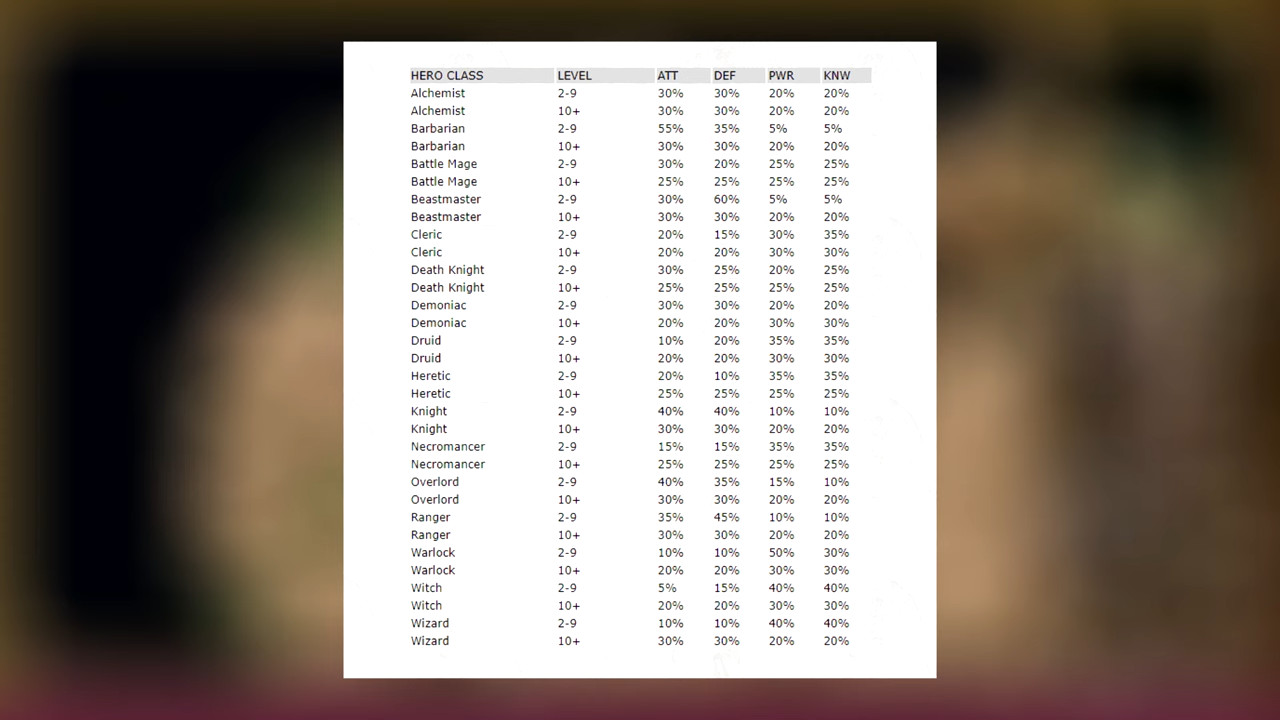 HERO CLASS LEVEL ATT DEF PWR KNW
Alchemist 2-9 30% 30% 20% 20%
Alchemist 10+ 30% 30% 20% 20%
Barbarian 2-9 55% 35% 5% 5%
Barbarian 10+ 30% 30% 20% 20%
Battle Mage 2-9 30% 20% 25% 25%
Battle Mage 10+ 25% 25% 25% 25%
Beastmaster 2-9 30% 60% 5% 5%
Beastmaster 10+ 30% 30% 20% 20%
Cleric 2-9 20% 15% 30% 35%
Cleric 10+ 20% 20% 30% 30%
Death Knight 2-9 30% 25% 20% 25%
Death Knight 10+ 25% 25% 25% 25%
Demoniac 2-9 30% 30% 20% 20%
Demoniac 10+ 20% 20% 30% 30%
Druid 2-9 10% 20% 35% 35%
Druid 10+ 20% 20% 30% 30%
Heretic 2-9 20% 10% 35% 35%
Heretic 10+ 25% 25% 25% 25%
Knight 2-9 40% 40% 10% 10%
Knight 10+ 30% 30% 20% 20%
Necromancer 2-9 15% 15% 35% 35%
Necromancer 10+ 25% 25% 25% 25%
Overlord 2-9 40% 35% 15% 10%
Overlord 10+ 30% 30% 20% 20%
Ranger 2-9 35% 45% 10% 10%
Ranger 10+ 30% 30% 20% 20%
Warlock 2-9 10% 10% 50% 30%
Warlock 10+ 20% 20% 30% 30%
Witch 2-9 5% 15% 40% 40%
Witch 10+ 20% 20% 30% 30%
Wizard 2-9 10% 10% 40% 40%
Wizard 10+ 30% 30% 20% 20%